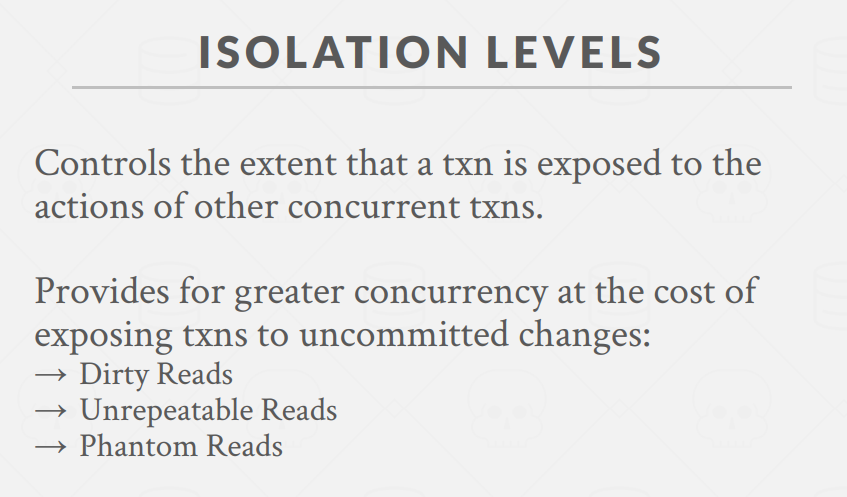 ISOLATION LEVELS
Controls the extent that a txn is exposed to the
actions of other concurrent txns.
Provides for greater concurrency at the cost of
exposing txns to uncommitted changes:
→ Dirty Reads
→ Unrepeatable Reads
→ Phantom Reads